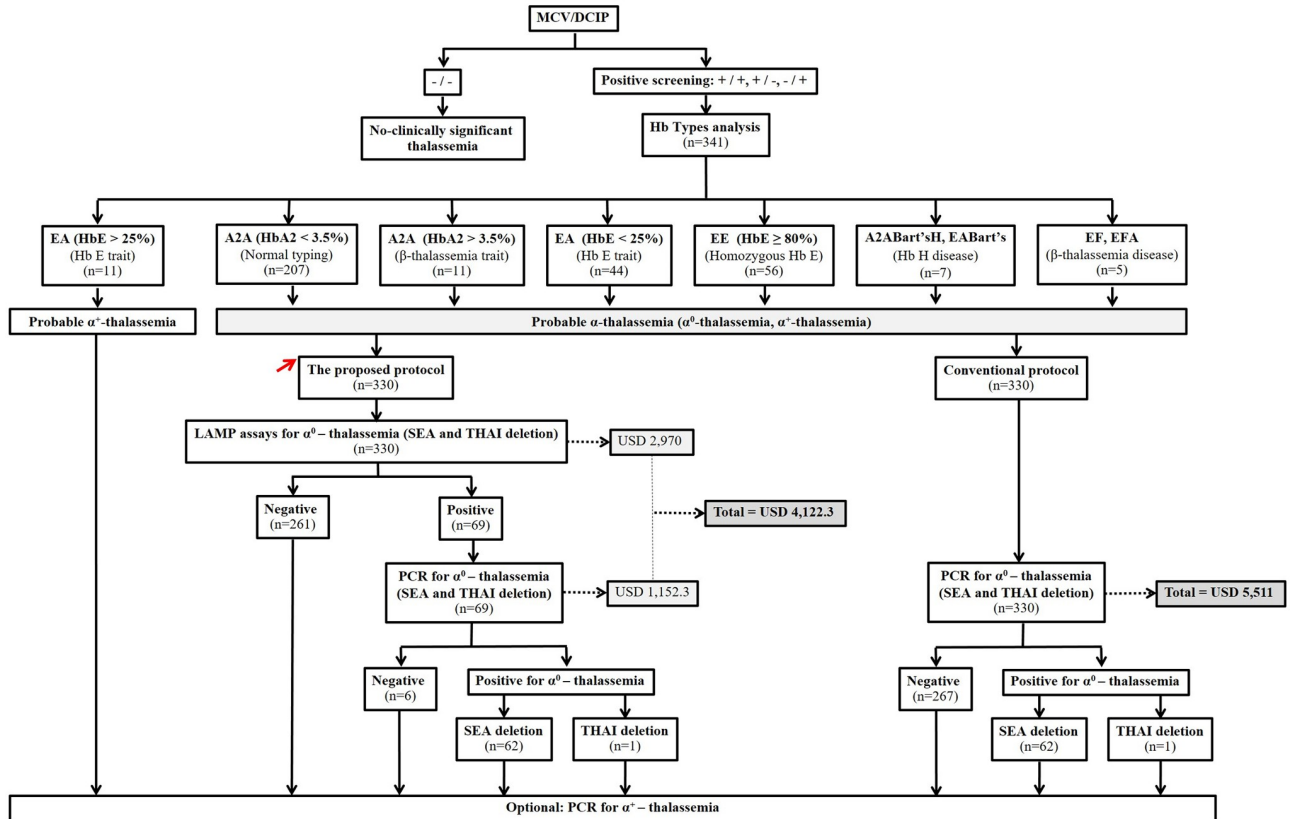 MCV/DCIP
- / -
Positive screening: + / +, + / -, - / +
No-clinically significant
thalassemia
Hb Types analysis
(n=341)
EA (HbE > 25%)
(Hb E trait)
(n=11)
A2A (HbA2 < 3.5%)
(Normal typing)
(n=207)
A2A (HbA2 > 3.5%)
(β-thalassemia trait)
(n=11)
EA (HbE < 25%)
(Hb E trait)
(n=44)
EE (HbE ≥ 80%)
(Homozygous Hb E)
(n=56)
A2ABart'sH, EABart's
(Hb H disease)
(n=7)
EF, EFA
(β-thalassemia disease)
(n=5)
Probable α⁺-thalassemia
Probable α-thalassemia (α⁰-thalassemia, α⁺-thalassemia)
The proposed protocol
(n=330)
Conventional protocol
(n=330)
LAMP assays for α⁰ – thalassemia (SEA and THAI deletion)
(n=330)
USD 2,970
Negative
(n=261)
Positive
(n=69)
Total = USD 4,122.3
PCR for α⁰ – thalassemia
(SEA and THAI deletion)
(n=69)
USD 1,152.3
PCR for α⁰ – thalassemia
(SEA and THAI deletion)
(n=330)
Total = USD 5,511
Negative
(n=6)
Positive for α⁰ – thalassemia
Negative
(n=267)
Positive for α⁰ – thalassemia
SEA deletion
(n=62)
THAI deletion
(n=1)
SEA deletion
(n=62)
THAI deletion
(n=1)
Optional: PCR for α⁺ – thalassemia